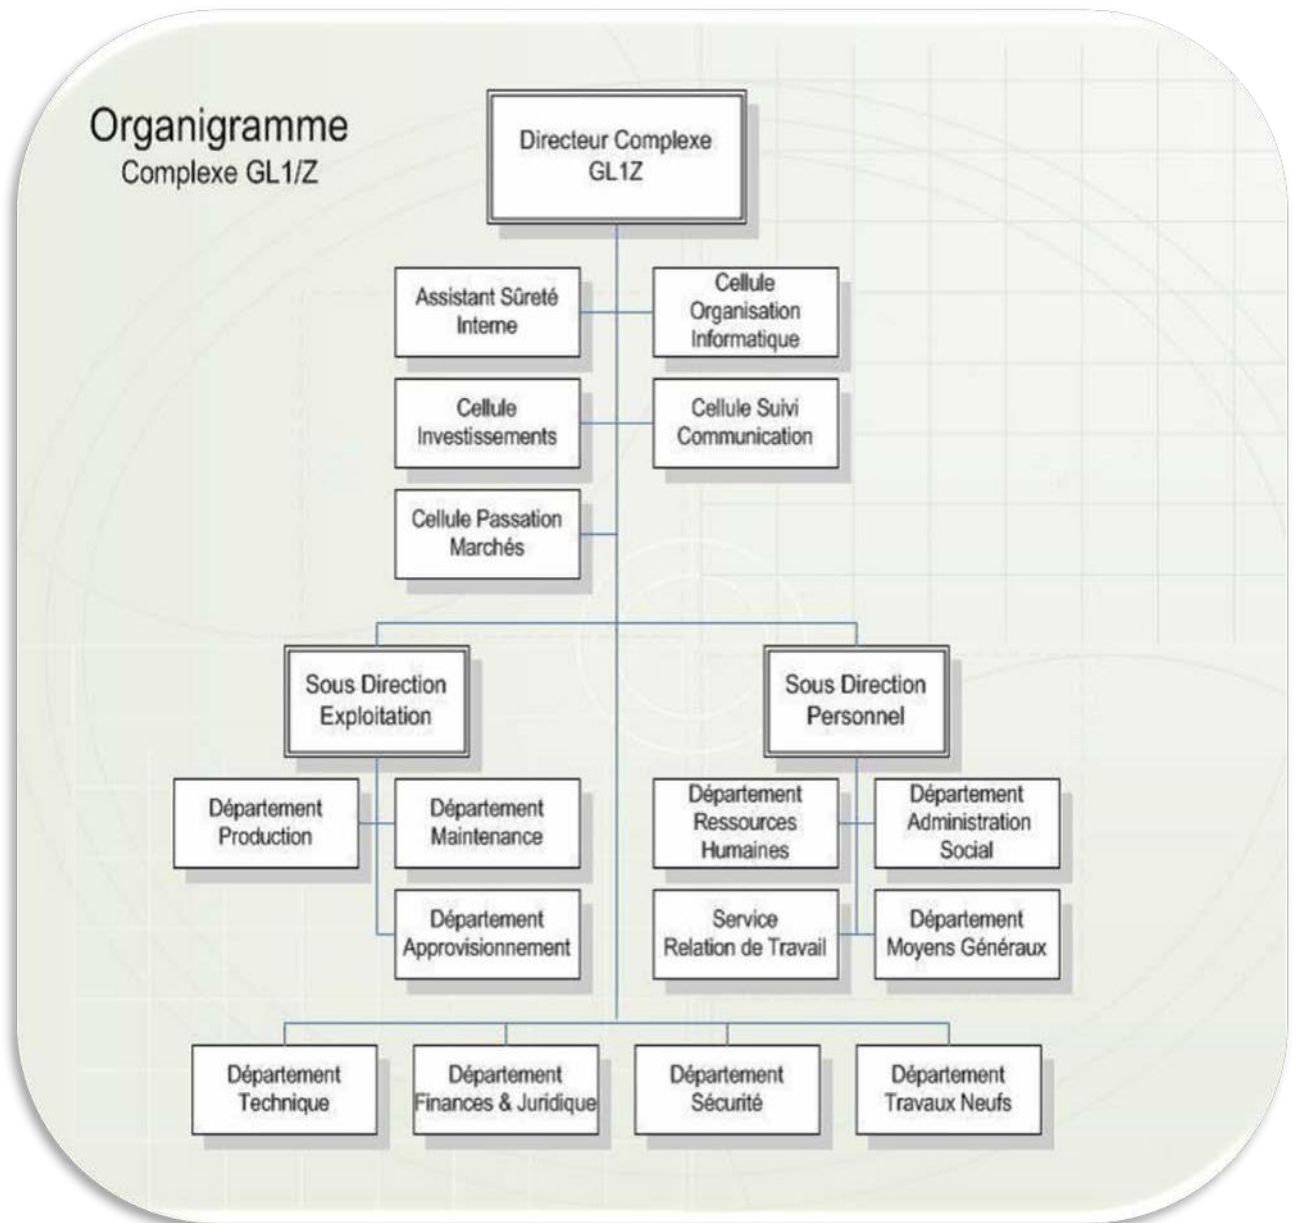 Organigramme
Complexe GL1/Z
Directeur Complexe
GL1Z
Assistant Sûreté
Interne
Cellule
Organisation
Informatique
Cellule
Investissements
Cellule Suivi
Communication
Cellule Passation
Marchés
Sous Direction
Exploitation
Sous Direction
Personnel
Département
Production
Département
Maintenance
Département
Ressources
Humaines
Département
Administration
Social
Département
Approvisionnement
Service
Relation de Travail
Département
Moyens Généraux
Département
Technique
Département
Finances & Juridique
Département
Sécurité
Département
Travaux Neufs